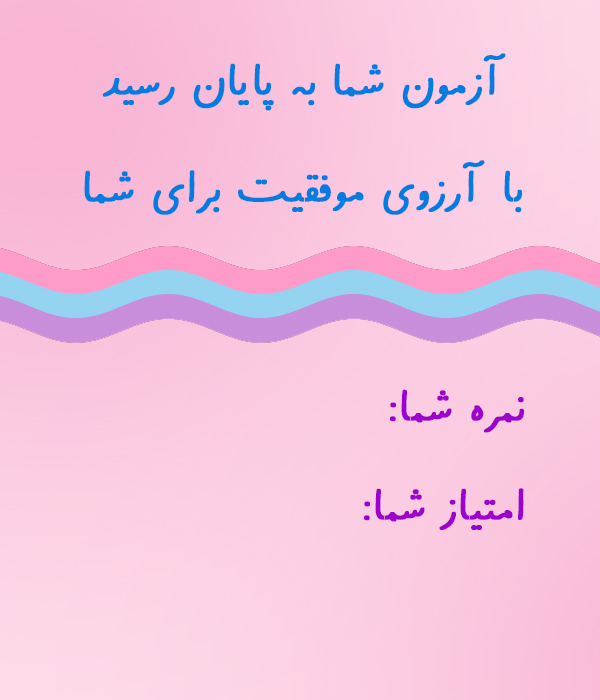 آزمون شما به پایان رسید
با آرزوی موفقیت برای شما
نمره شما:
امتیاز شما: